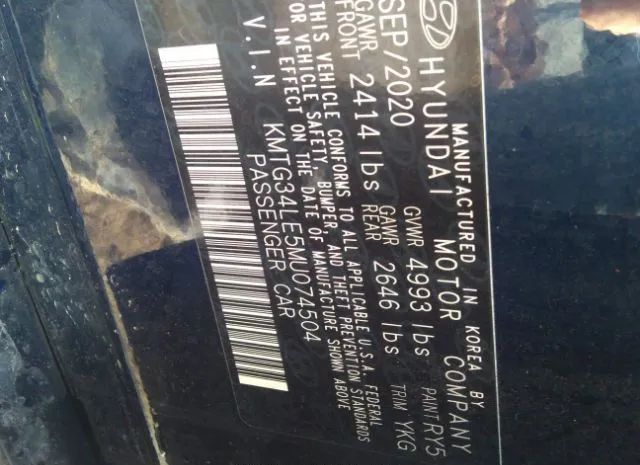 MANUFACTURED IN KOREA BY
HYUNDAI MOTOR COMPANY
SEP/2020 GVWR 4993 lbs PAINT RY5
GAWR FRONT 2414 lbs GAWR REAR 2646 lbs TRIM YKG
THIS VEHICLE CONFORMS TO ALL APPLICABLE U.S.A. FEDERAL
OR VEHICLE SAFETY, BUMPER, AND THEFT PREVENTION STANDARDS
IN EFFECT ON THE DATE OF MANUFACTURE SHOWN ABOVE
V.I.N KMTG34LE5MU074504
PASSENGER CAR